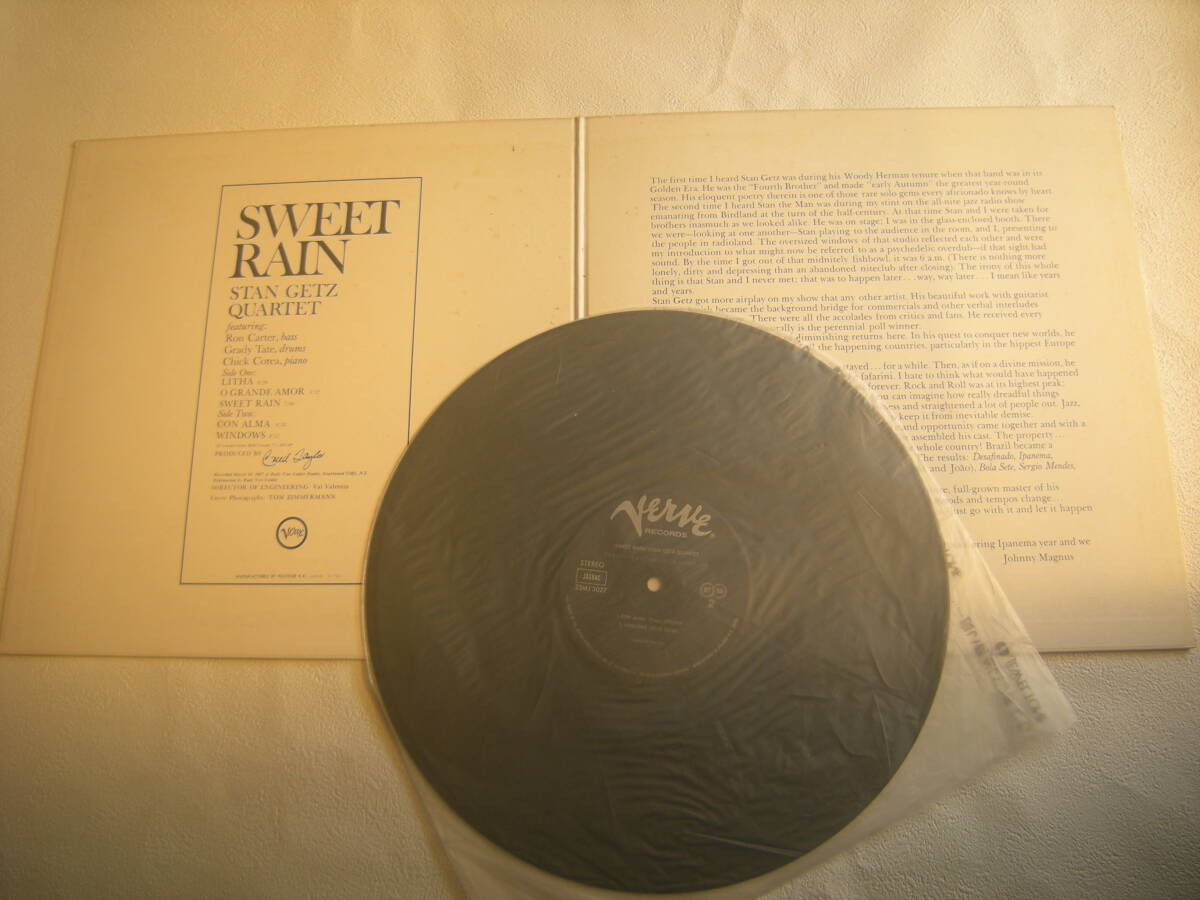 SWEET
RAIN
STAN GETZ
QUARTET
featuring:
Ron Carter, bass
Grady Tate, drums
Chick Corea, piano
Side One:
LITHA
O GRANDE AMOR
SWEET RAIN
Side Two:
CON ALMA
WINDOWS
PRODUCED BY Creed Taylor
DIRECTOR OF ENGINEERING: Val Valentin
Cover Photographs: TOM ZIMMERMANN
Verve
MANUFACTURED BY POLYDOR K.K.
The first time I heard Stan Getz was during his Woody Herman tenure when that band was in its
Golden Era. He was the "Fourth Brother" and made "early Autumn" the greatest year round
season. His eloquent poetry therein is one of those rare solo gems every aficionado knows by heart.
The second time I heard Stan the Man was during my stint on the all-nite jazz radio show
emanating from Birdland at the turn of the half-century. At that time Stan and I were taken for
brothers inasmuch as we looked alike. He was on stage; I was in the glass-enclosed booth. There
we were—looking at one another—Stan playing to the audience in the room, and I, presenting to
the people in radioland. The oversized windows of that studio reflected each other and were
my introduction to what might now be referred to as a psychedelic overdub—if that sight had
sound. By the time I got out of that midnitely fishbowl, it was 6 a.m. (There is nothing more
lonely, dirty and depressing than an abandoned niteclub after closing). The irony of this whole
thing is that Stan and I never met; that was to happen later...way, way later....I mean like years
and years.
Stan Getz got more airplay on my show that any other artist. His beautiful work with guitarist
became the background bridge for commercials and other verbal interludes
There were all the accolades from critics and fans. He received every
is the perennial poll winner.
diminishing returns here. In his quest to conquer new worlds, he
the happening countries, particularly in the hippest Europe
stayed...for a while. Then, as if on a divine mission, he
fafarini. I hate to think what would have happened
forever. Rock and Roll was at its highest peak;
can imagine how really dreadful things
and straightened a lot of people out. Jazz,
keep it from inevitable demise.
and opportunity came together and with a
assembled his cast. The property...
whole country! Brazil became a
The results: Desafinado, Ipanema,
and João), Bola Sete, Sergio Mendes,
full-grown master of his
and tempos change...
just go with it and let it happen
Ipanema year and we
Johnny Magnus
Verve
RECORDS
STEREO
JASRAC
23MJ 3027
2